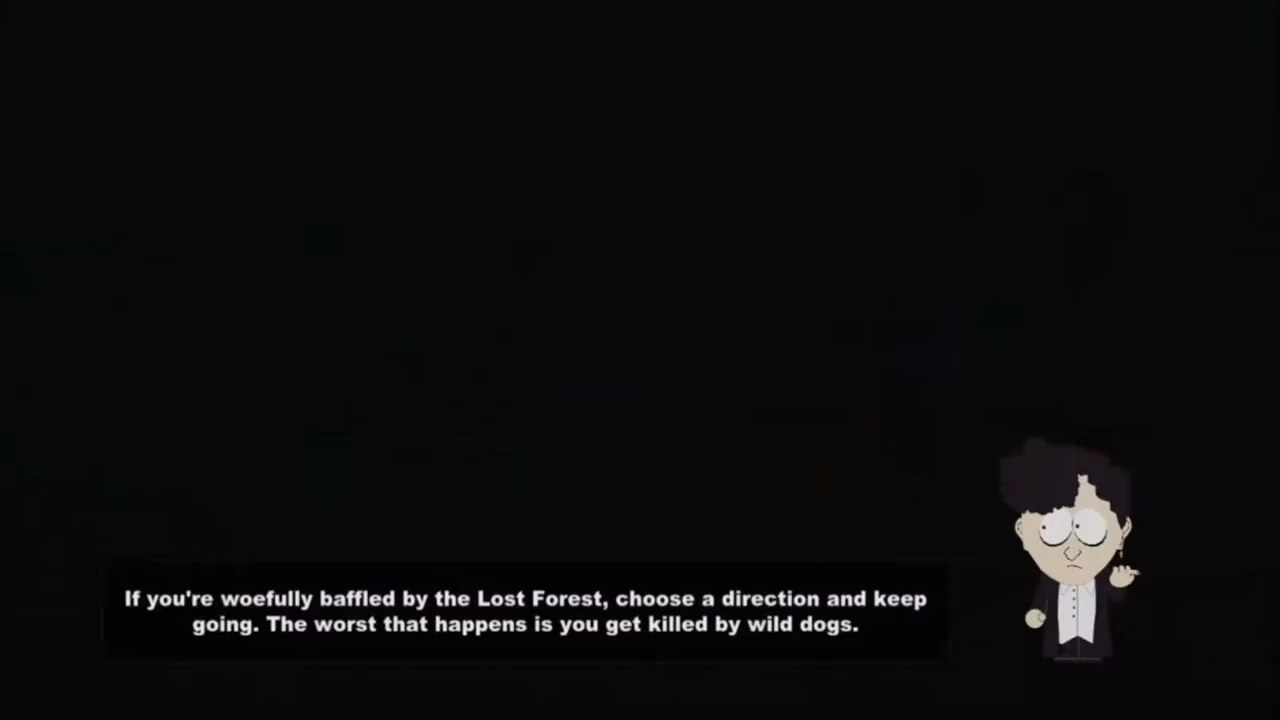 If you're woefully baffled by the Lost Forest, choose a direction and keep
going. The worst that happens is you get killed by wild dogs.